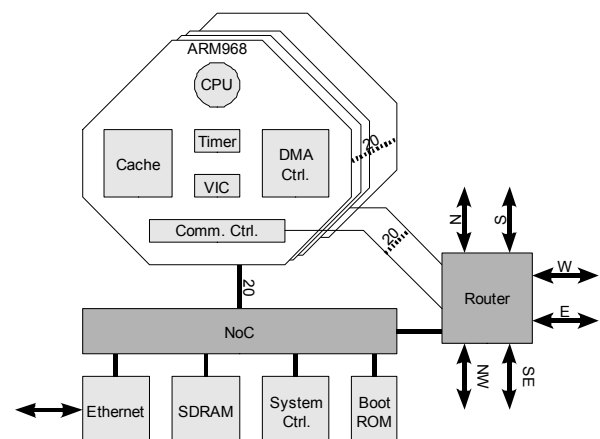 ARM968
CPU
20
Timer
Cache
DMA
Ctrl.
VIC
Comm. Ctrl.
20
N
S
W
20
Router
E
NoC
NW
SE
Ethernet
SDRAM
System
Ctrl.
Boot
ROM